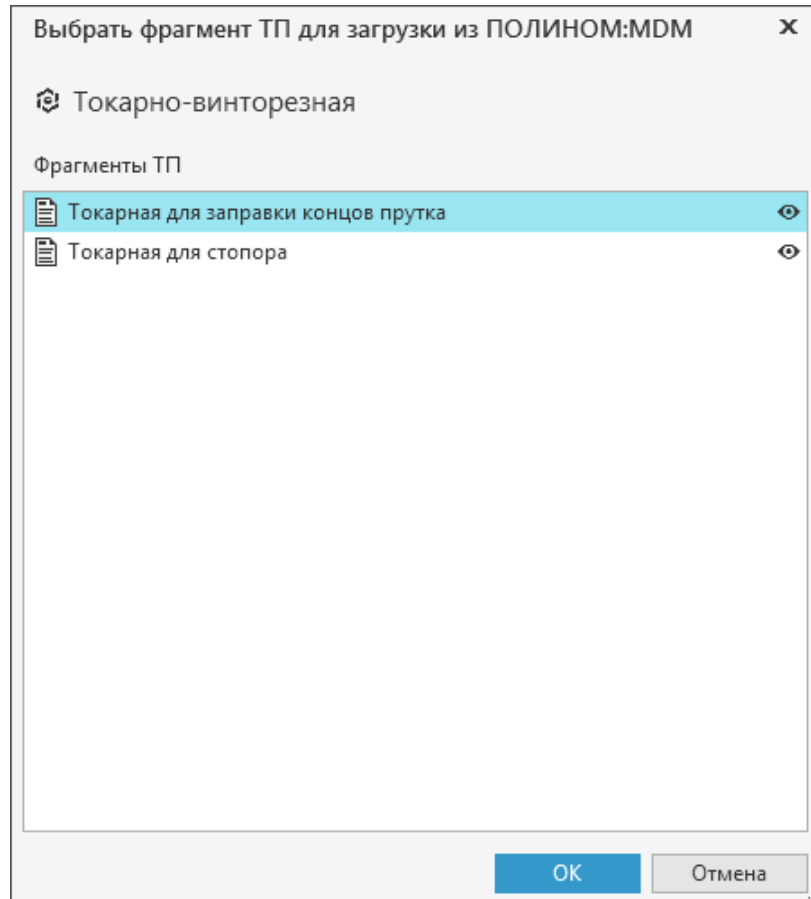 Выбрать фрагмент ТП для загрузки из ПОЛИНОМ:MDM
Токарно-винторезная
Фрагменты ТП
Токарная для заправки концов прутка
Токарная для стопора
ОК
Отмена